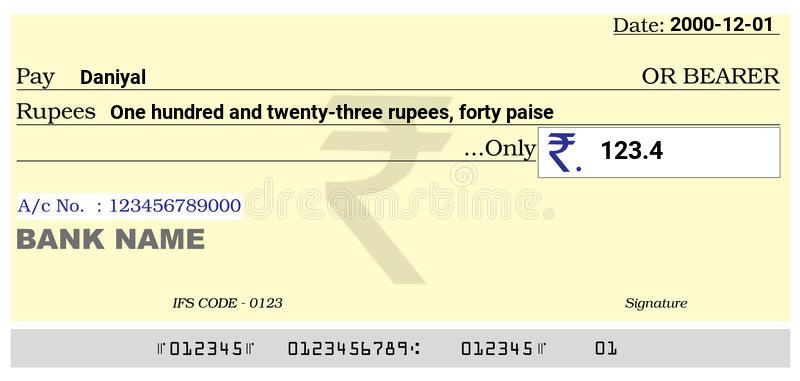 Date: 2000-12-01
Pay Daniyal OR BEARER
Rupees One hundred and twenty-three rupees, forty paise
...Only ₹. 123.4
A/c No. : 123456789000
dreamstime®
BANK NAME
IFS CODE - 0123 Signature
⑈012345⑈ 0123456789⑆ 012345⑈ 01